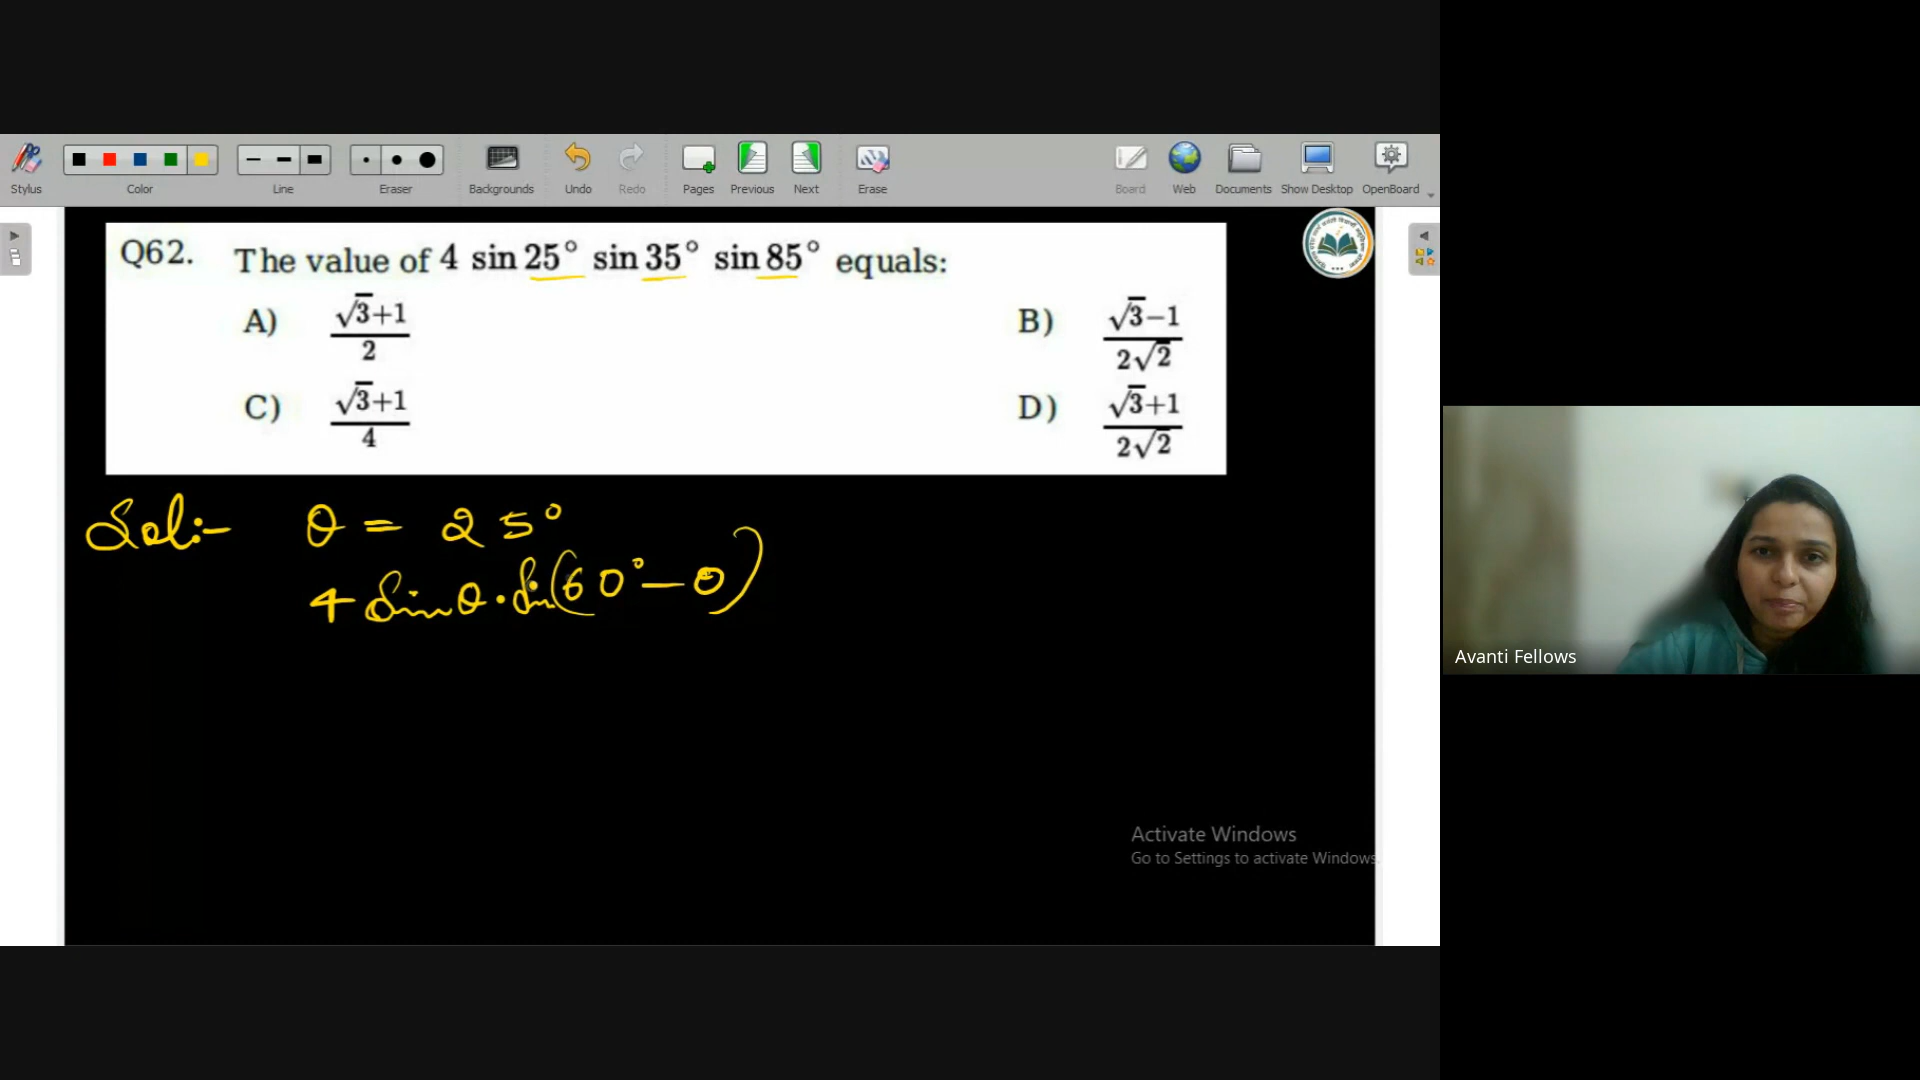 Stylus
Color
Line
Eraser
Backgrounds
Undo
Redo
Pages
Previous
Next
Erase
Board
Web
Documents
Show Desktop
OpenBoard
Q62. The value of 4 sin 25° sin 35° sin 85° equals:
A) (√3+1)/2
B) (√3−1)/(2√2)
C) (√3+1)/4
D) (√3+1)/(2√2)
Sol:- θ = 25°
4 Sinθ · Sin(60° − θ)
Avanti Fellows
Activate Windows
Go to Settings to activate Windows.